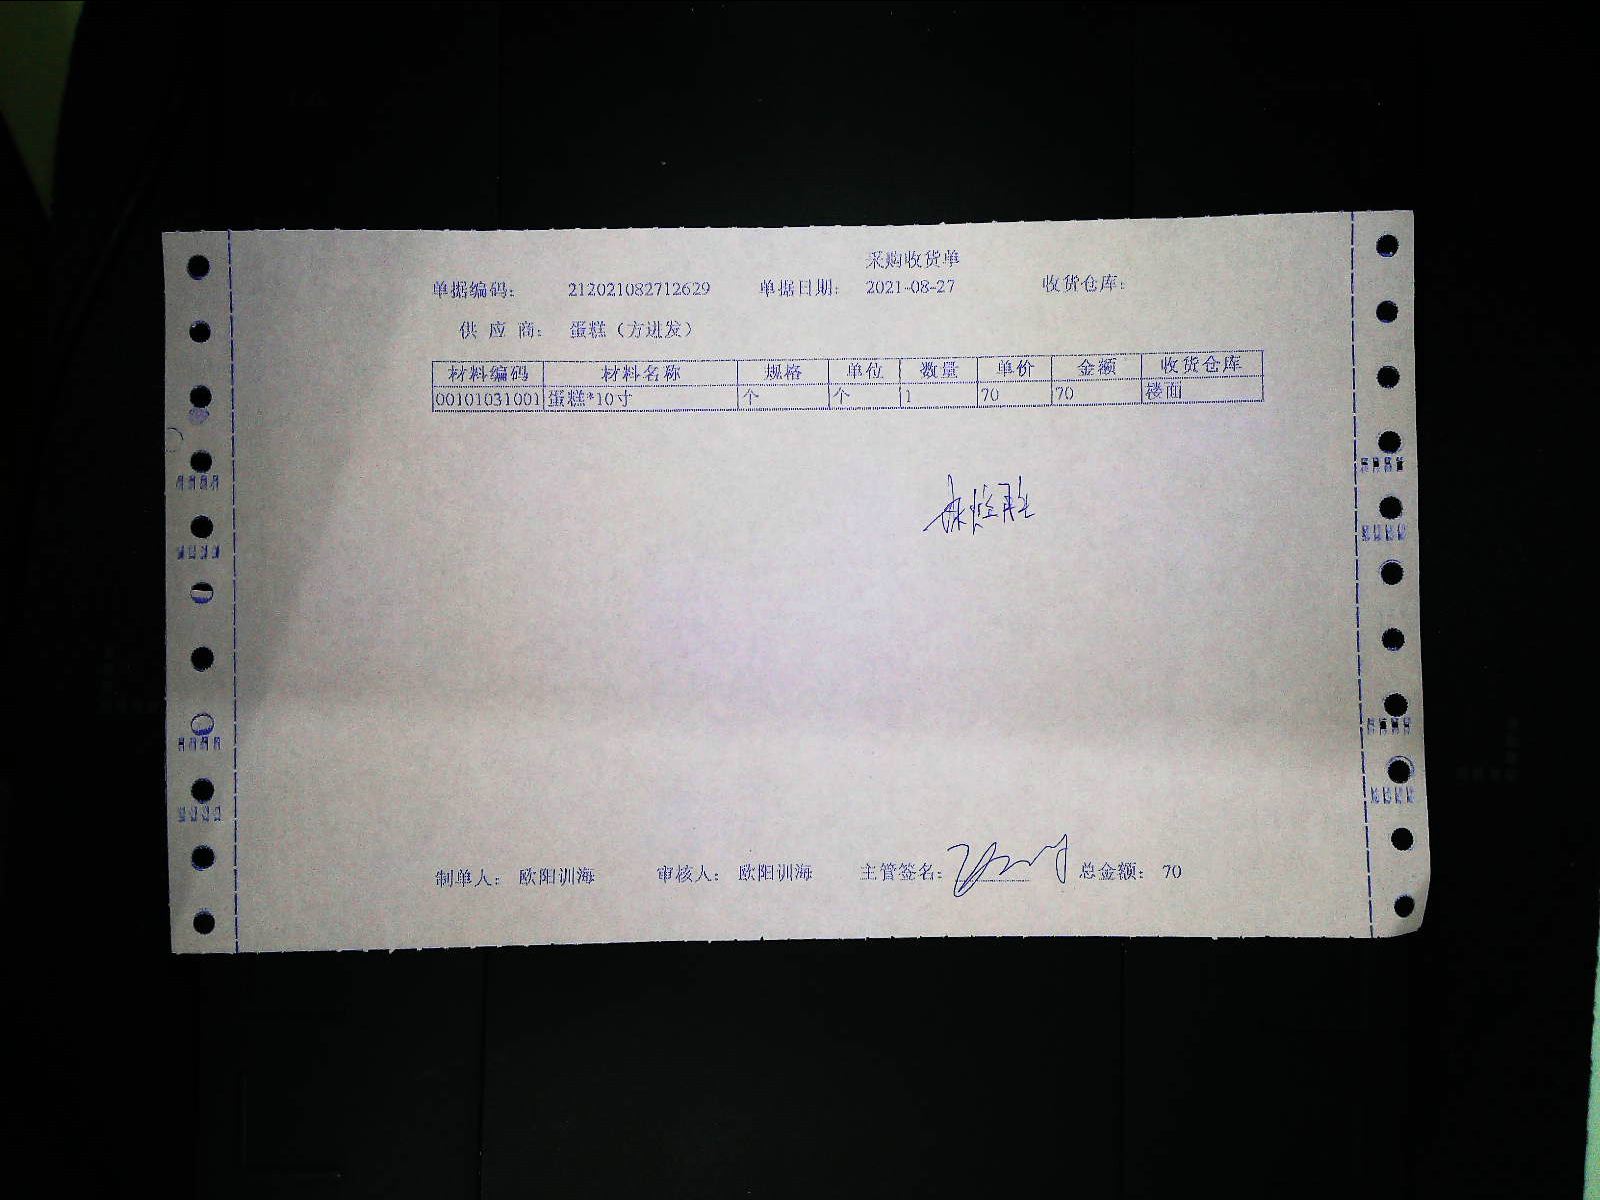 采购收货单
单据编码： 212021082712629 单据日期： 2021-08-27 收货仓库：
供 应 商： 蛋糕（方进发）
材料编码 材料名称 规格 单位 数量 单价 金额 收货仓库
00101031001 蛋糕*10寸 个 个 1 70 70 楼面
制单人： 欧阳训海 审核人： 欧阳训海 主管签名： 总金额： 70